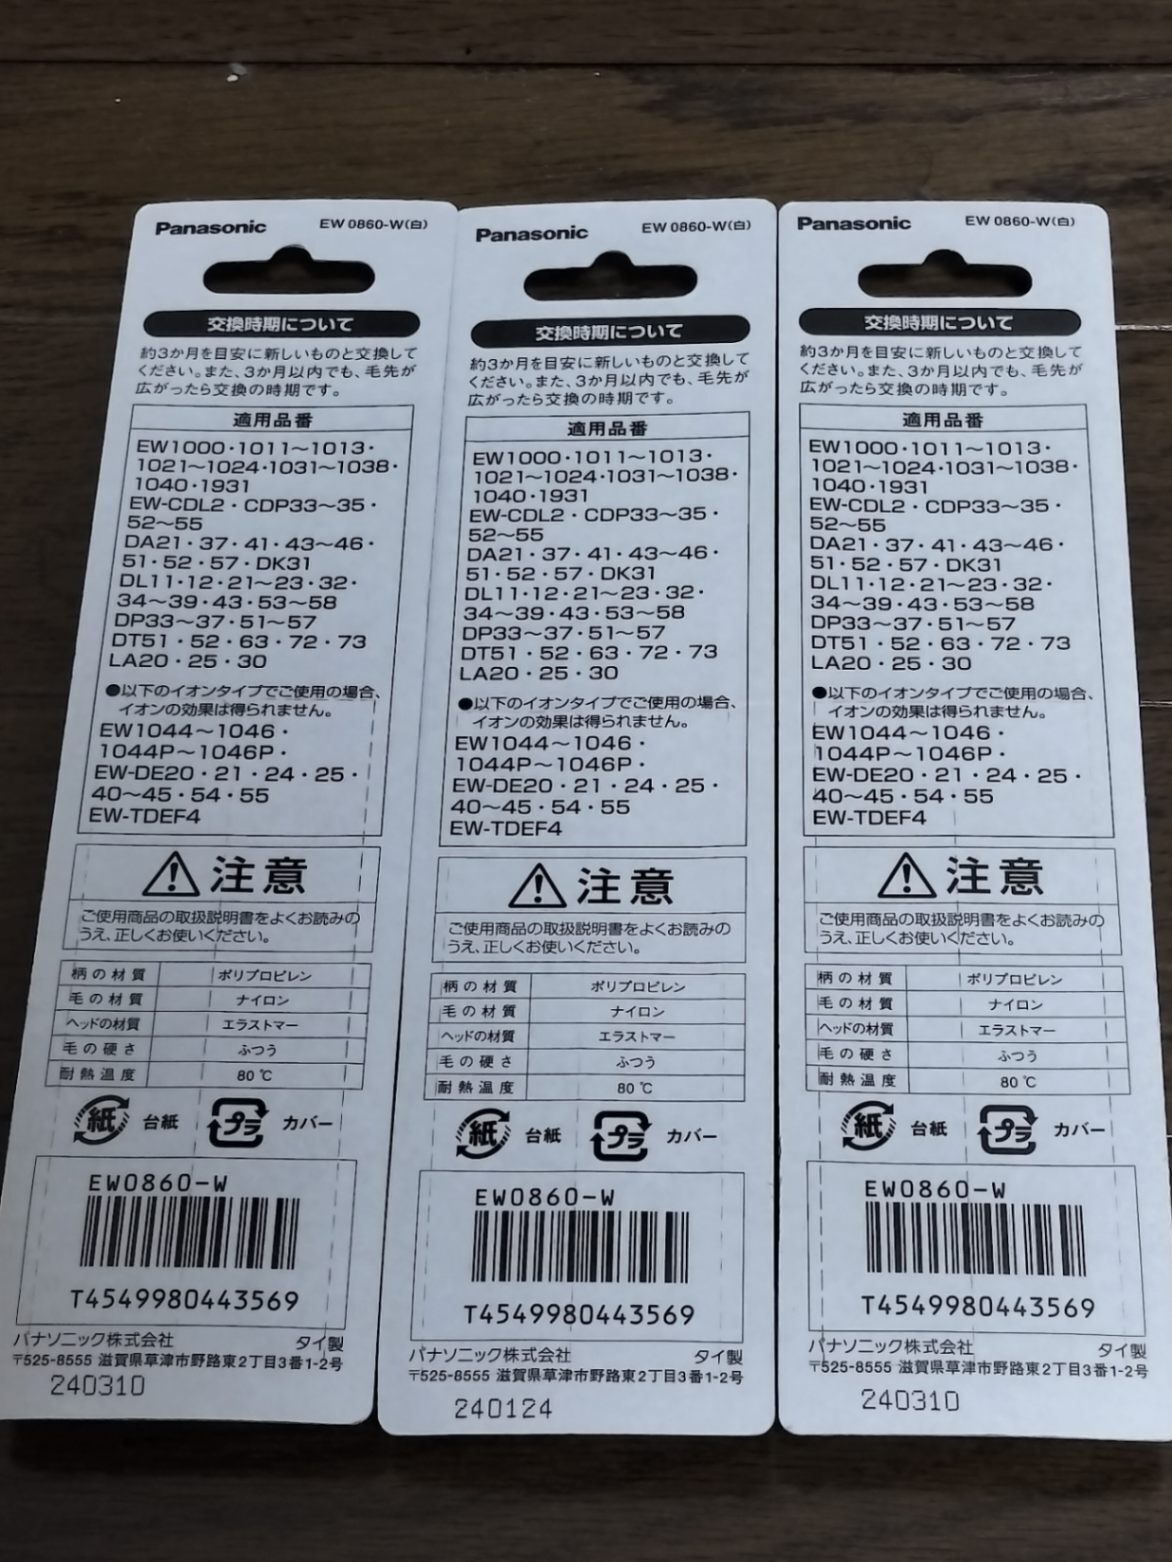 Panasonic EW 0860-W(白)
交換時期について
約3か月を目安に新しいものと交換して
ください。また、3か月以内でも、毛先が
広がったら交換の時期です。
適用品番
EW1000・1011〜1013・
1021〜1024・1031〜1038・
1040・1931
EW-CDL2・CDP33〜35・
52〜55
DA21・37・41・43〜46・
51・52・57・DK31
DL11・12・21〜23・32・
34〜39・43・53〜58
DP33〜37・51〜57
DT51・52・63・72・73
LA20・25・30
●以下のイオンタイプでご使用の場合、
イオンの効果は得られません。
EW1044〜1046・
1044P〜1046P・
EW-DE20・21・24・25・
40〜45・54・55
EW-TDEF4
注意
ご使用商品の取扱説明書をよくお読みの
うえ、正しくお使いください。
柄の材質 ポリプロピレン
毛の材質 ナイロン
ヘッドの材質 エラストマー
毛の硬さ ふつう
耐熱温度 80℃
紙 台紙 プラ カバー
EW0860-W
T4549980443569
パナソニック株式会社 タイ製
〒525-8555 滋賀県草津市野路東2丁目3番1-2号
240310
Panasonic EW 0860-W(白)
交換時期について
約3か月を目安に新しいものと交換して
ください。また、3か月以内でも、毛先が
広がったら交換の時期です。
適用品番
EW1000・1011〜1013・
1021〜1024・1031〜1038・
1040・1931
EW-CDL2・CDP33〜35・
52〜55
DA21・37・41・43〜46・
51・52・57・DK31
DL11・12・21〜23・32・
34〜39・43・53〜58
DP33〜37・51〜57
DT51・52・63・72・73
LA20・25・30
●以下のイオンタイプでご使用の場合、
イオンの効果は得られません。
EW1044〜1046・
1044P〜1046P・
EW-DE20・21・24・25・
40〜45・54・55
EW-TDEF4
注意
ご使用商品の取扱説明書をよくお読みの
うえ、正しくお使いください。
柄の材質 ポリプロピレン
毛の材質 ナイロン
ヘッドの材質 エラストマー
毛の硬さ ふつう
耐熱温度 80℃
紙 台紙 プラ カバー
EW0860-W
T4549980443569
パナソニック株式会社 タイ製
〒525-8555 滋賀県草津市野路東2丁目3番1-2号
240124
Panasonic EW 0860-W(白)
交換時期について
約3か月を目安に新しいものと交換して
ください。また、3か月以内でも、毛先が
広がったら交換の時期です。
適用品番
EW1000・1011〜1013・
1021〜1024・1031〜1038・
1040・1931
EW-CDL2・CDP33〜35・
52〜55
DA21・37・41・43〜46・
51・52・57・DK31
DL11・12・21〜23・32・
34〜39・43・53〜58
DP33〜37・51〜57
DT51・52・63・72・73
LA20・25・30
●以下のイオンタイプでご使用の場合、
イオンの効果は得られません。
EW1044〜1046・
1044P〜1046P・
EW-DE20・21・24・25・
40〜45・54・55
EW-TDEF4
注意
ご使用商品の取扱説明書をよくお読みの
うえ、正しくお使いください。
柄の材質 ポリプロピレン
毛の材質 ナイロン
ヘッドの材質 エラストマー
毛の硬さ ふつう
耐熱温度 80℃
紙 台紙 プラ カバー
EW0860-W
T4549980443569
パナソニック株式会社 タイ製
〒525-8555 滋賀県草津市野路東2丁目3番1-2号
240310